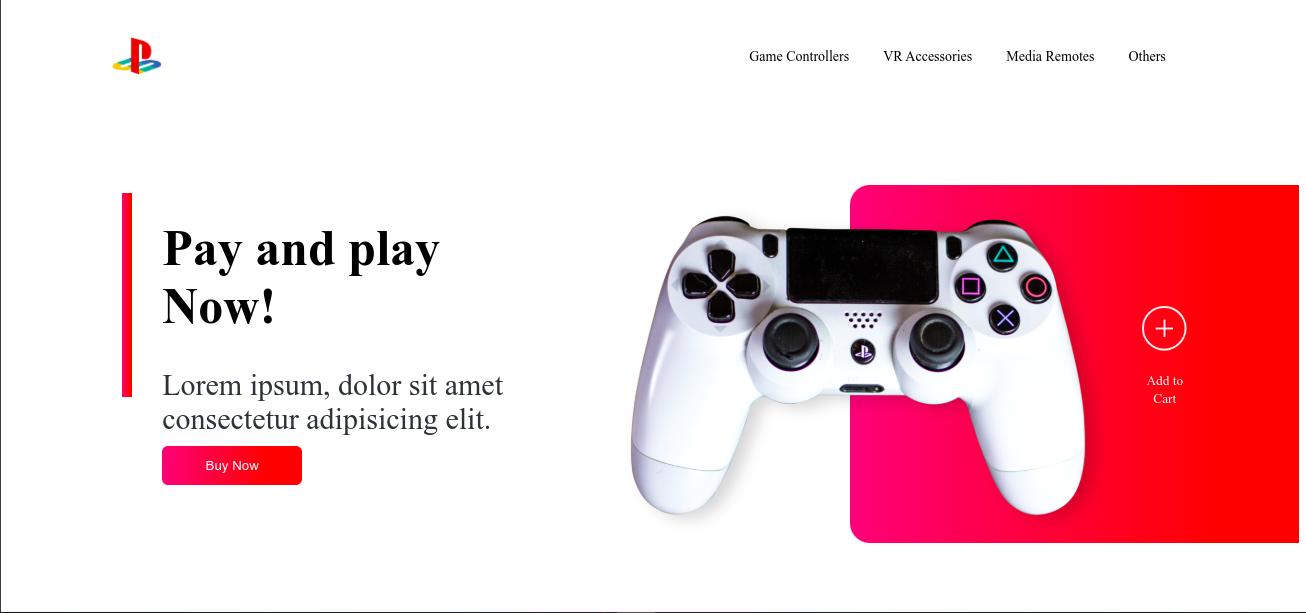 Game Controllers VR Accessories Media Remotes Others
Pay and play
Now!
Lorem ipsum, dolor sit amet
consectetur adipisicing elit.
Buy Now
Add to
Cart